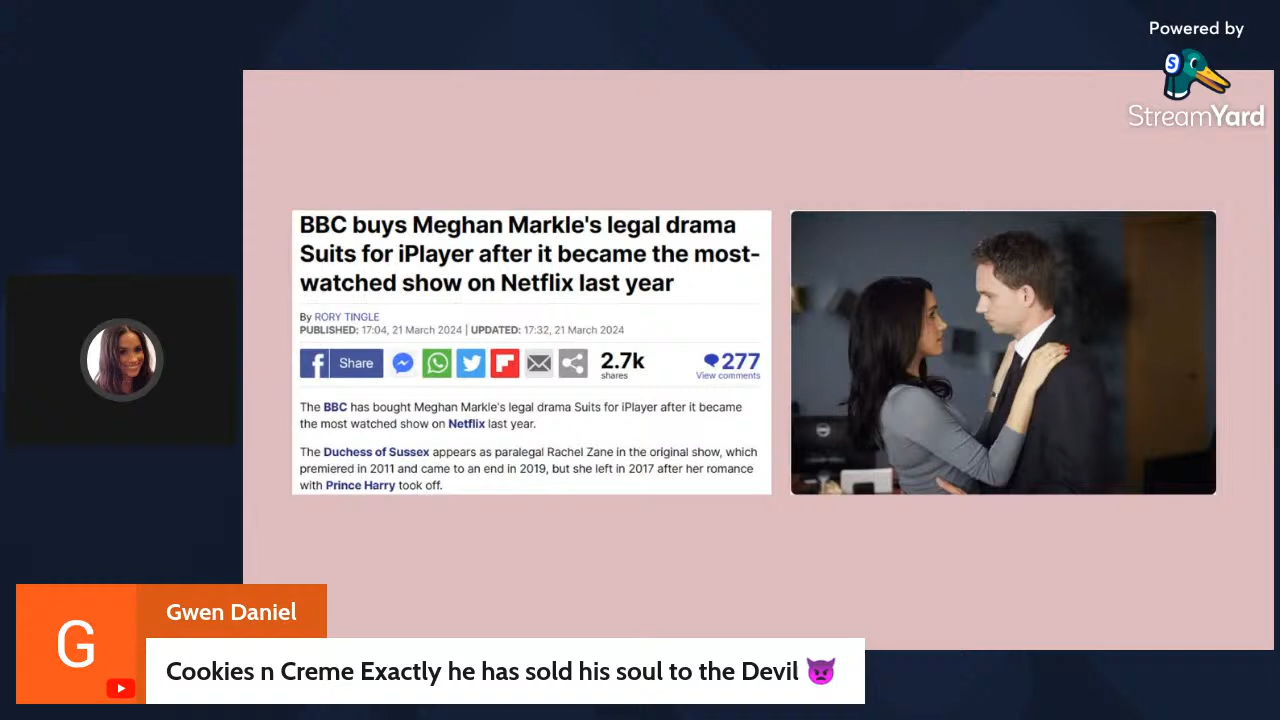 Powered by
S
StreamYard
BBC buys Meghan Markle's legal drama
Suits for iPlayer after it became the most-
watched show on Netflix last year
By RORY TINGLE
PUBLISHED: 17:04, 21 March 2024 | UPDATED: 17:32, 21 March 2024
f Share
2.7k
shares
277
View comments
The BBC has bought Meghan Markle's legal drama Suits for iPlayer after it became
the most watched show on Netflix last year.
The Duchess of Sussex appears as paralegal Rachel Zane in the original show, which
premiered in 2011 and came to an end in 2019, but she left in 2017 after her romance
with Prince Harry took off.
G
Gwen Daniel
Cookies n Creme Exactly he has sold his soul to the Devil 👿